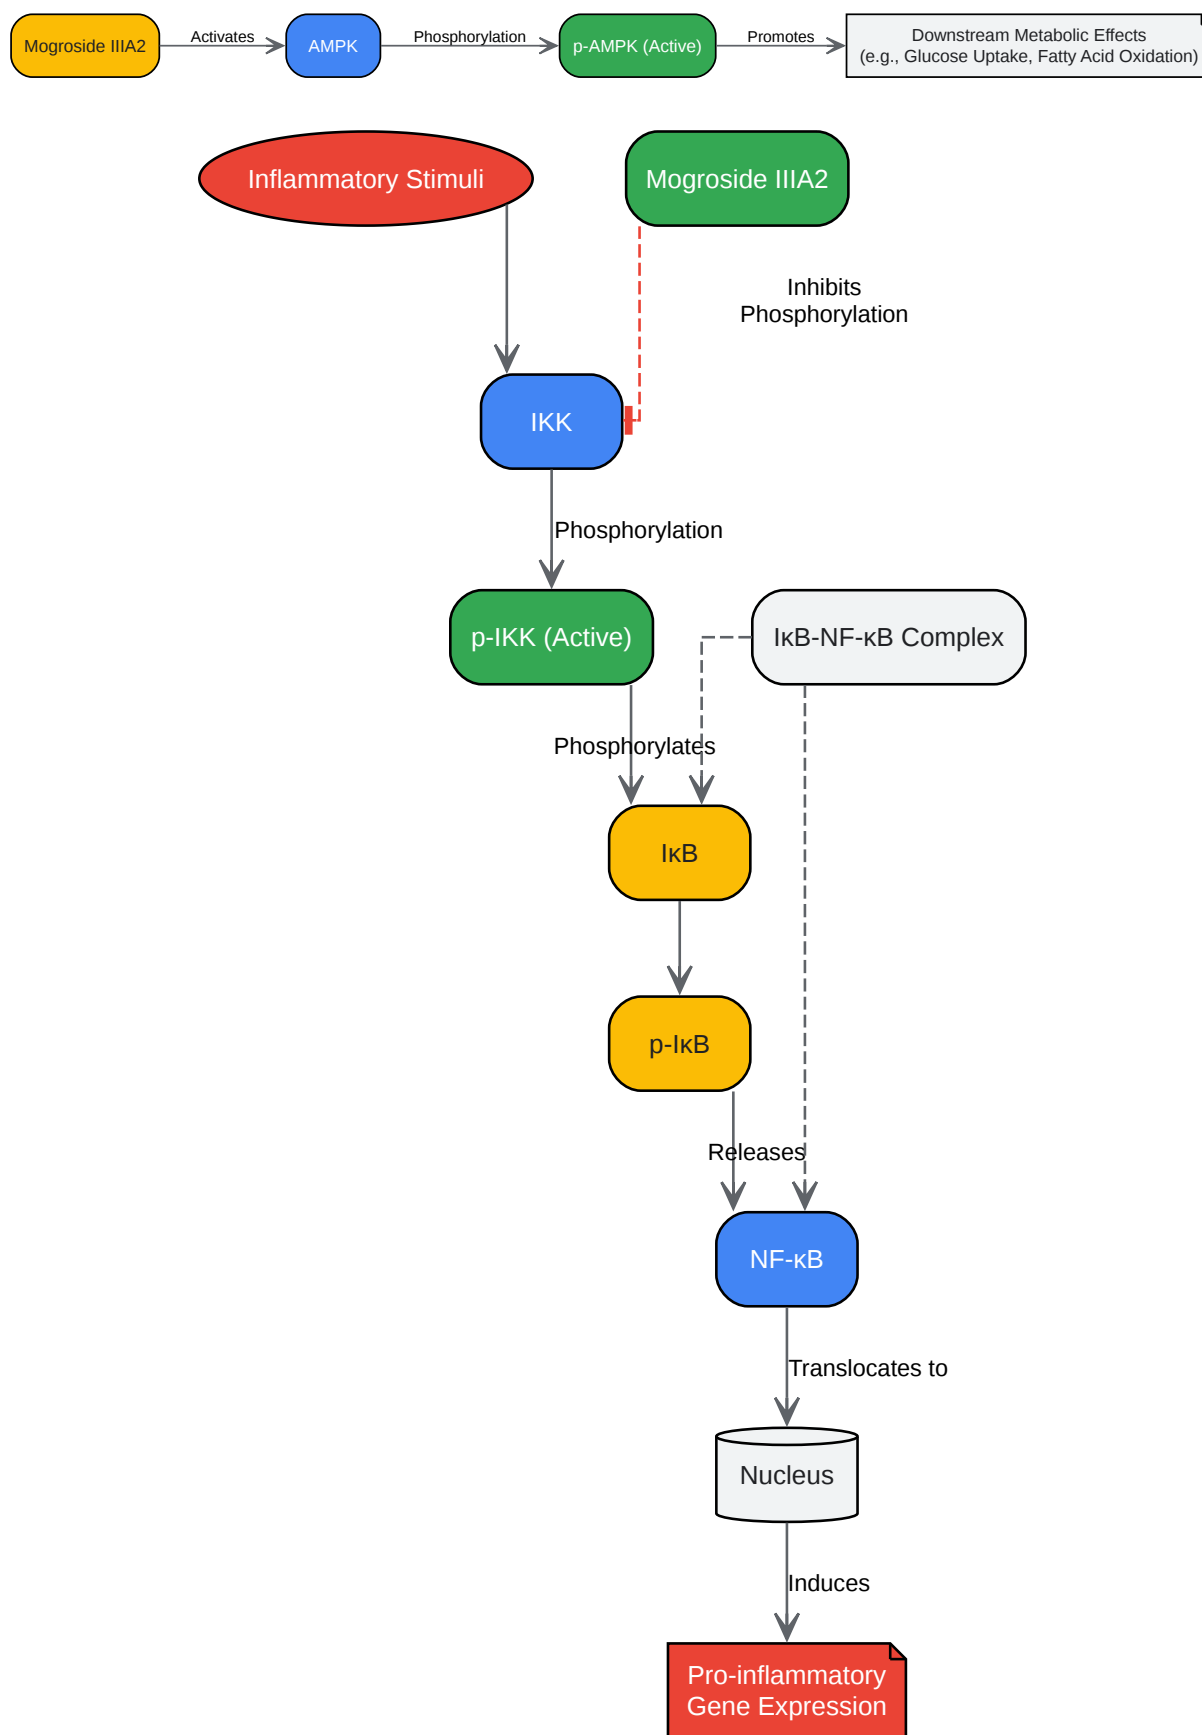 Mogroside IIIA2
Activates
AMPK
Phosphorylation
p-AMPK (Active)
Promotes
Downstream Metabolic Effects
(e.g., Glucose Uptake, Fatty Acid Oxidation)
Inflammatory Stimuli
Mogroside IIIA2
Inhibits
Phosphorylation
IKK
Phosphorylation
p-IKK (Active)
IκB-NF-κB Complex
Phosphorylates
IκB
p-IκB
Releases
NF-κB
Translocates to
Nucleus
Induces
Pro-inflammatory
Gene Expression